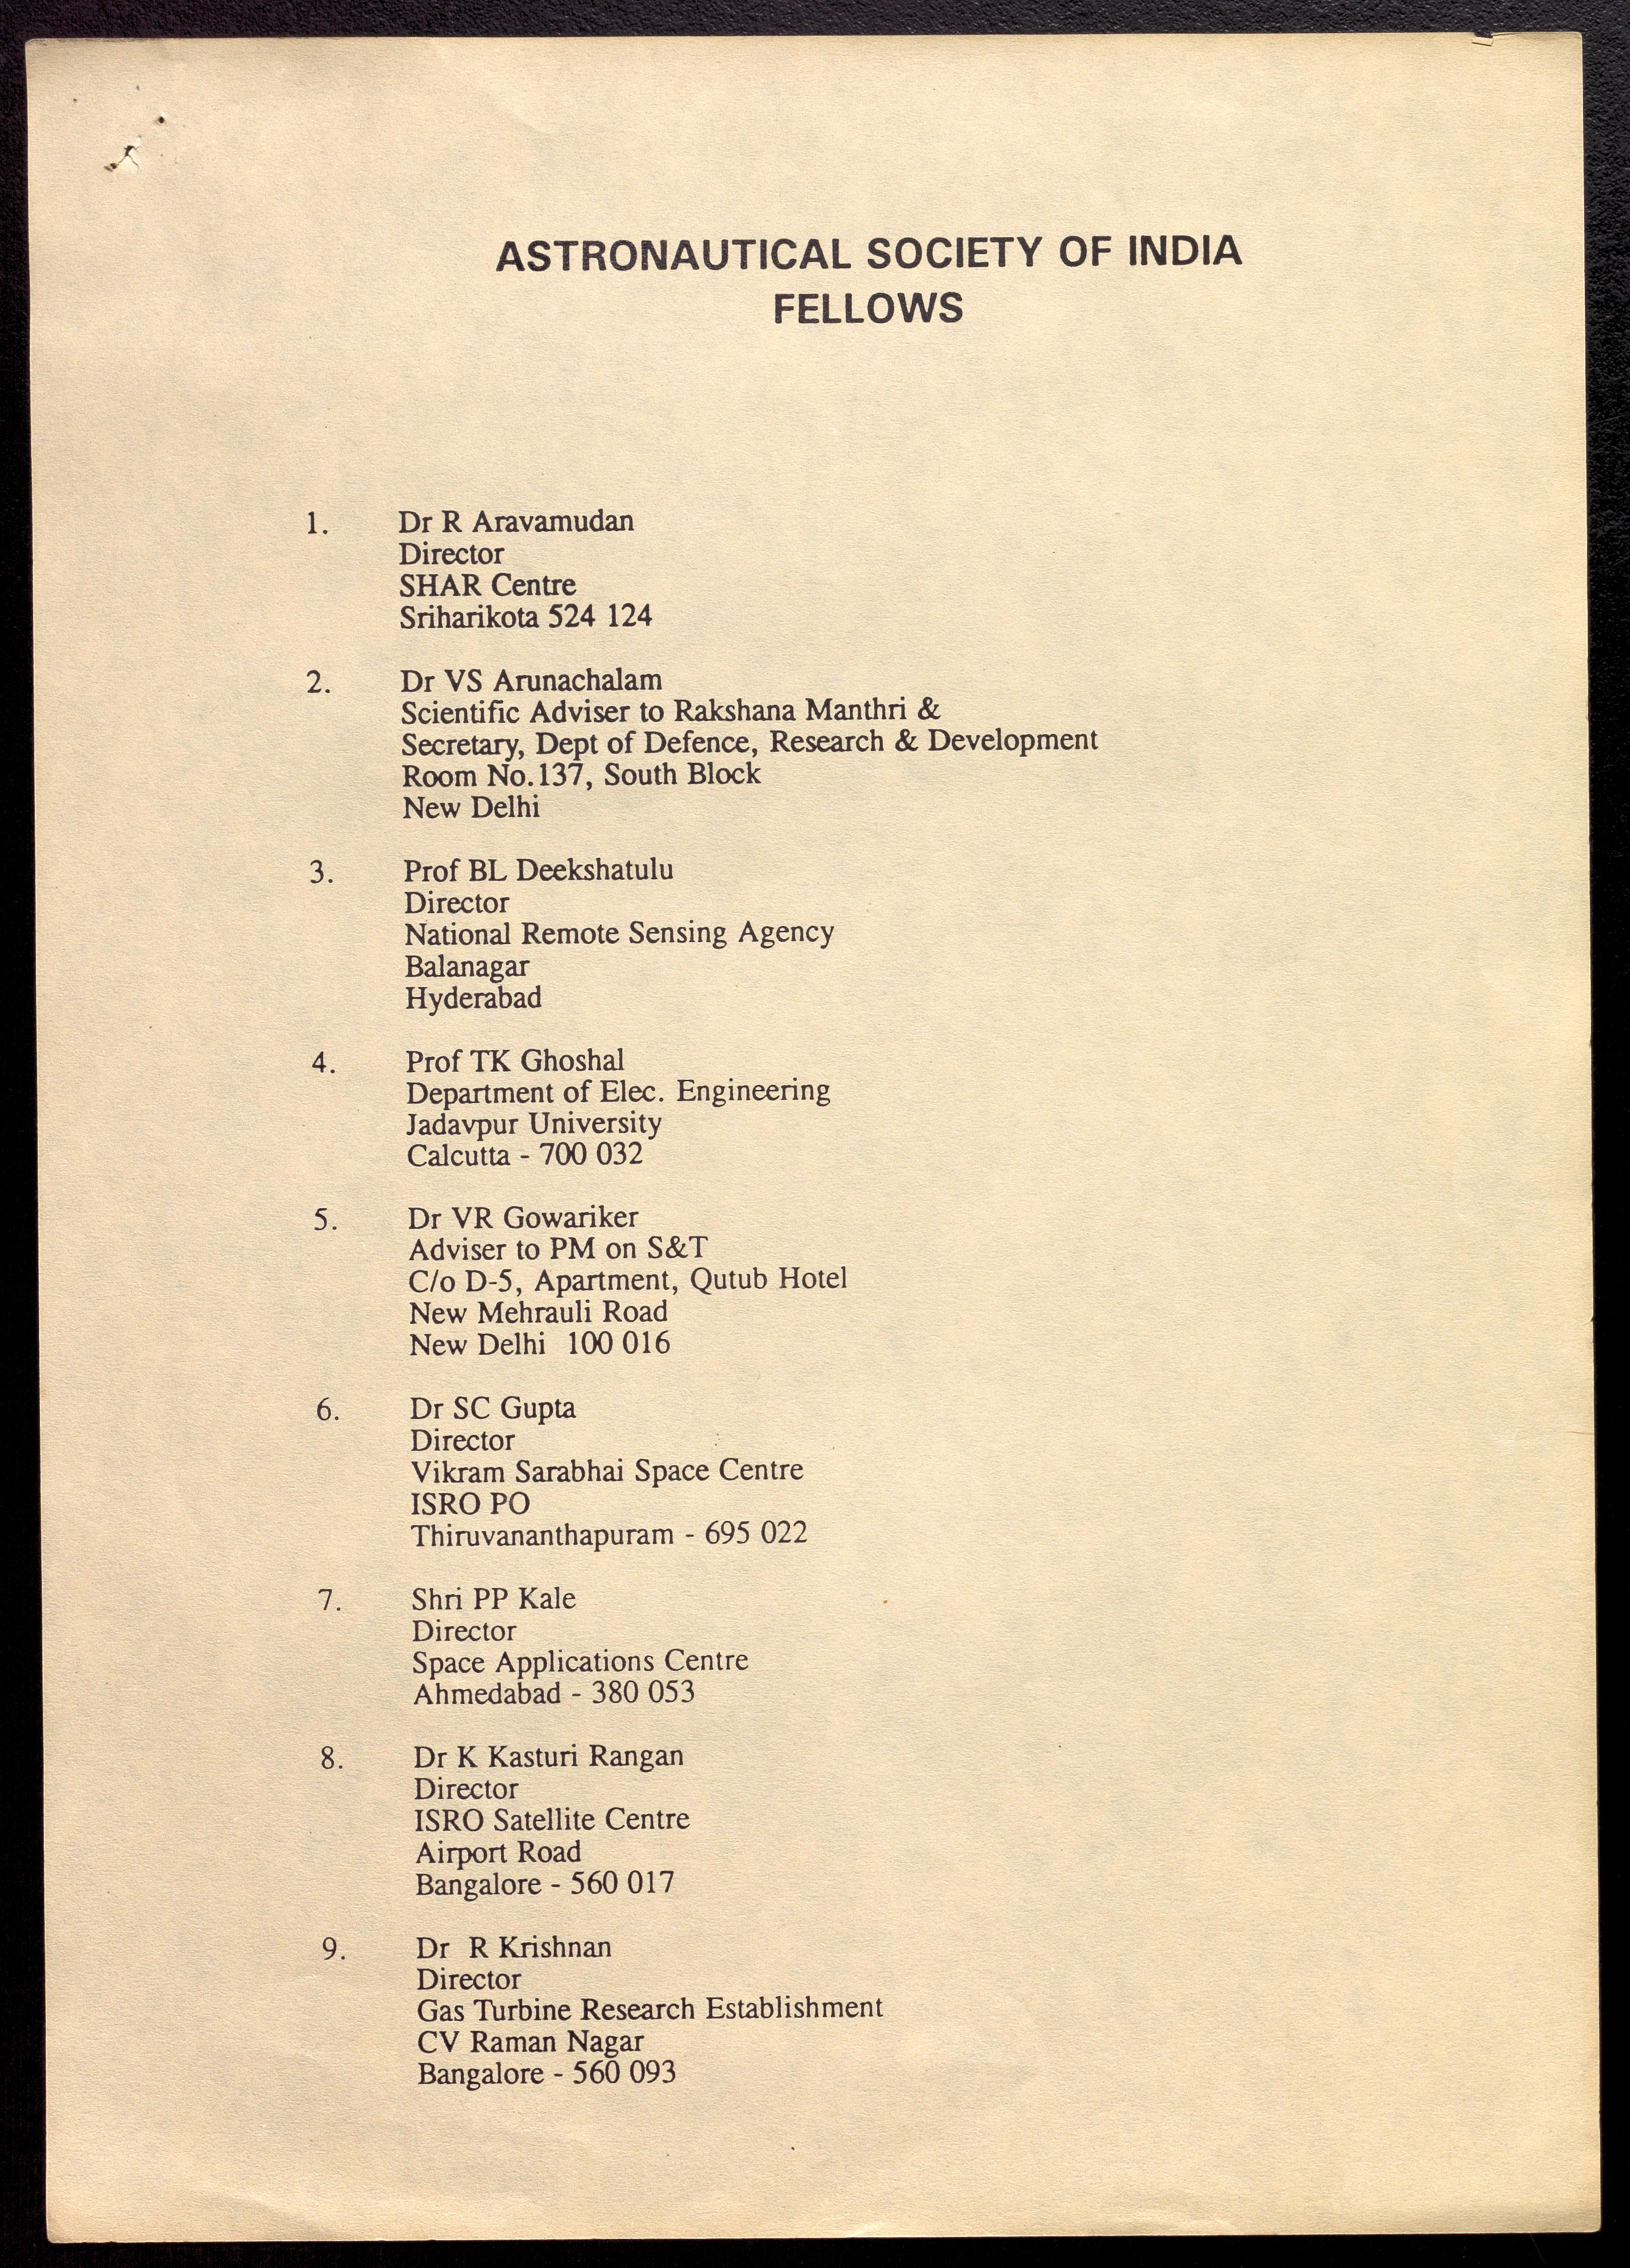 ASTRONAUTICAL SOCIETY OF INDIA
FELLOWS
1. Dr R Aravamudan
Director
SHAR Centre
Sriharikota 524 124
2. Dr VS Arunachalam
Scientific Adviser to Rakshana Manthri &
Secretary, Dept of Defence, Research & Development
Room No.137, South Block
New Delhi
3. Prof BL Deekshatulu
Director
National Remote Sensing Agency
Balanagar
Hyderabad
4. Prof TK Ghoshal
Department of Elec. Engineering
Jadavpur University
Calcutta - 700 032
5. Dr VR Gowariker
Adviser to PM on S&T
C/o D-5, Apartment, Qutub Hotel
New Mehrauli Road
New Delhi 100 016
6. Dr SC Gupta
Director
Vikram Sarabhai Space Centre
ISRO PO
Thiruvananthapuram - 695 022
7. Shri PP Kale
Director
Space Applications Centre
Ahmedabad - 380 053
8. Dr K Kasturi Rangan
Director
ISRO Satellite Centre
Airport Road
Bangalore - 560 017
9. Dr R Krishnan
Director
Gas Turbine Research Establishment
CV Raman Nagar
Bangalore - 560 093